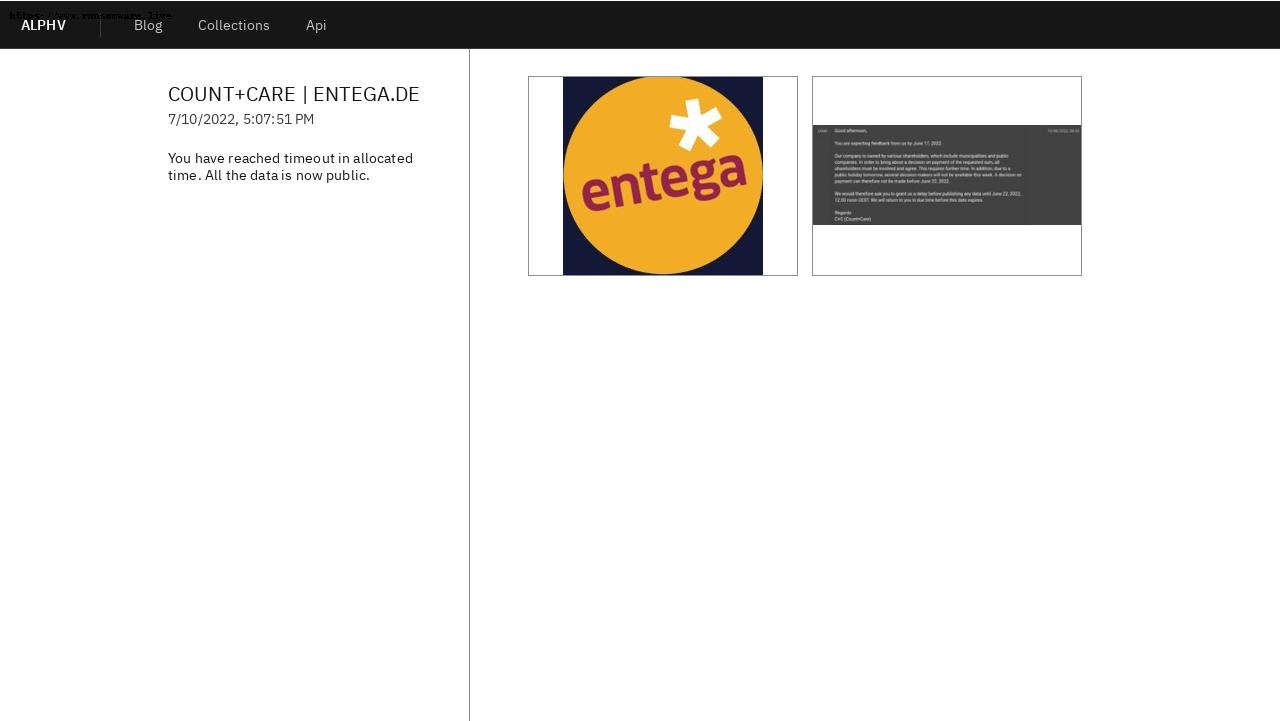 https://www.ransomware.live
ALPHV
Blog
Collections
Api
COUNT+CARE | ENTEGA.DE
7/10/2022, 5:07:51 PM
You have reached timeout in allocated
time. All the data is now public.
entega
User
Good afternoon,
You are expecting feedback from us by June 17, 2022.
Our company is owned by various shareholders, which include municipalities and public
companies. In order to bring about a decision on payment of the requested sum, all
shareholders must be involved and agree. This requires further time. In addition, due to a
public holiday tomorrow, several decision makers will not be available this week. A decision on
payment can therefore not be made before June 22, 2022.
We would therefore ask you to grant us a delay before publishing any data until June 22, 2022,
12.00 noon CEST. We will return to you in due time before this date expires.
Regards
C+C (Count+Care)